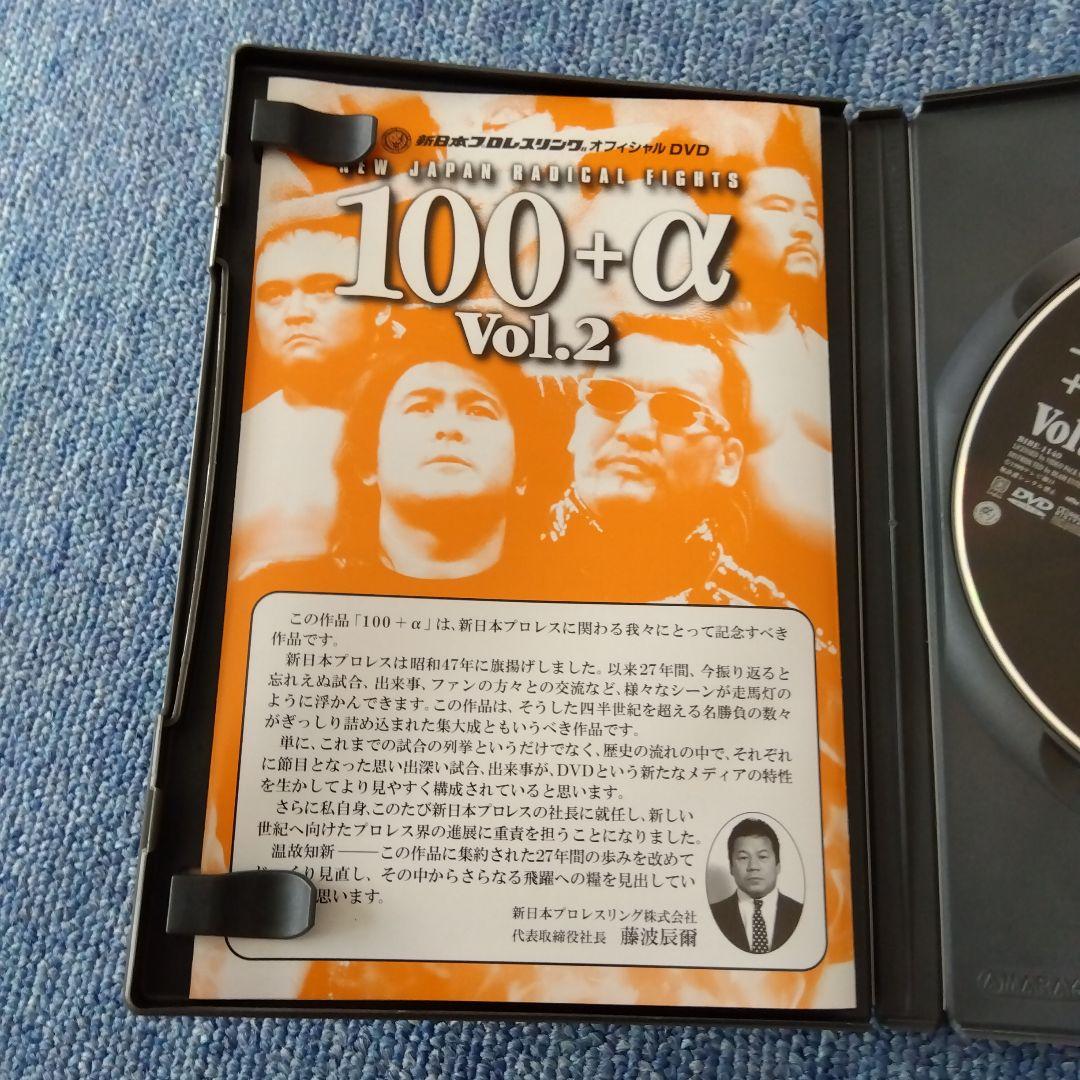 新日本プロレスリング オフィシャル DVD
NEW JAPAN RADICAL FIGHTS
100+α
Vol.2
この作品「100+α」は、新日本プロレスに関わる我々にとって記念すべき
作品です。
新日本プロレスは昭和47年に旗揚げしました。以来27年間、今振り返ると
忘れえぬ試合、出来事、ファンの方々との交流など、様々なシーンが走馬灯の
ように浮かんできます。この作品は、そうした四半世紀を超える名勝負の数々
がぎっしり詰め込まれた集大成ともいうべき作品です。
単に、これまでの試合の列挙というだけでなく、歴史の流れの中で、それぞれ
に節目となった思い出深い試合、出来事が、DVDという新たなメディアの特性
を生かしてより見やすく構成されていると思います。
さらに私自身、このたび新日本プロレスの社長に就任し、新しい
世紀へ向けたプロレス界の進展に重責を担うことになりました。
温故知新――この作品に集約された27年間の歩みを改めて
くり見直し、その中からさらなる飛躍への糧を見出してい
思います。
新日本プロレスリング株式会社
代表取締役社長 藤波辰爾
+
Vol
BIBE-1140
DVD